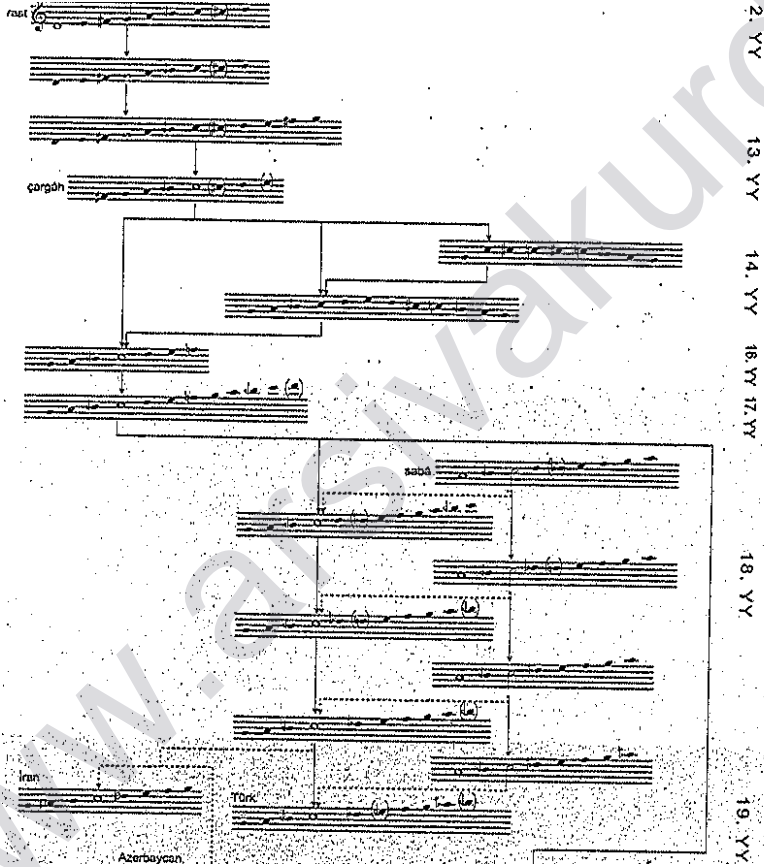 rast
2. YY
13. YY
çargâh
14. YY
16. YY 17. YY
sabâ
18. YY
İran
Türk
19. YY
Azerbaycan
www.arsivakurd